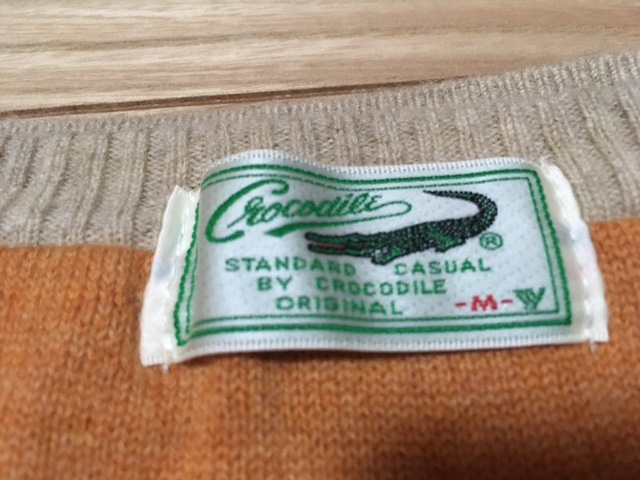 Crocodile ®
STANDARD CASUAL
BY CROCODILE
ORIGINAL -M- W